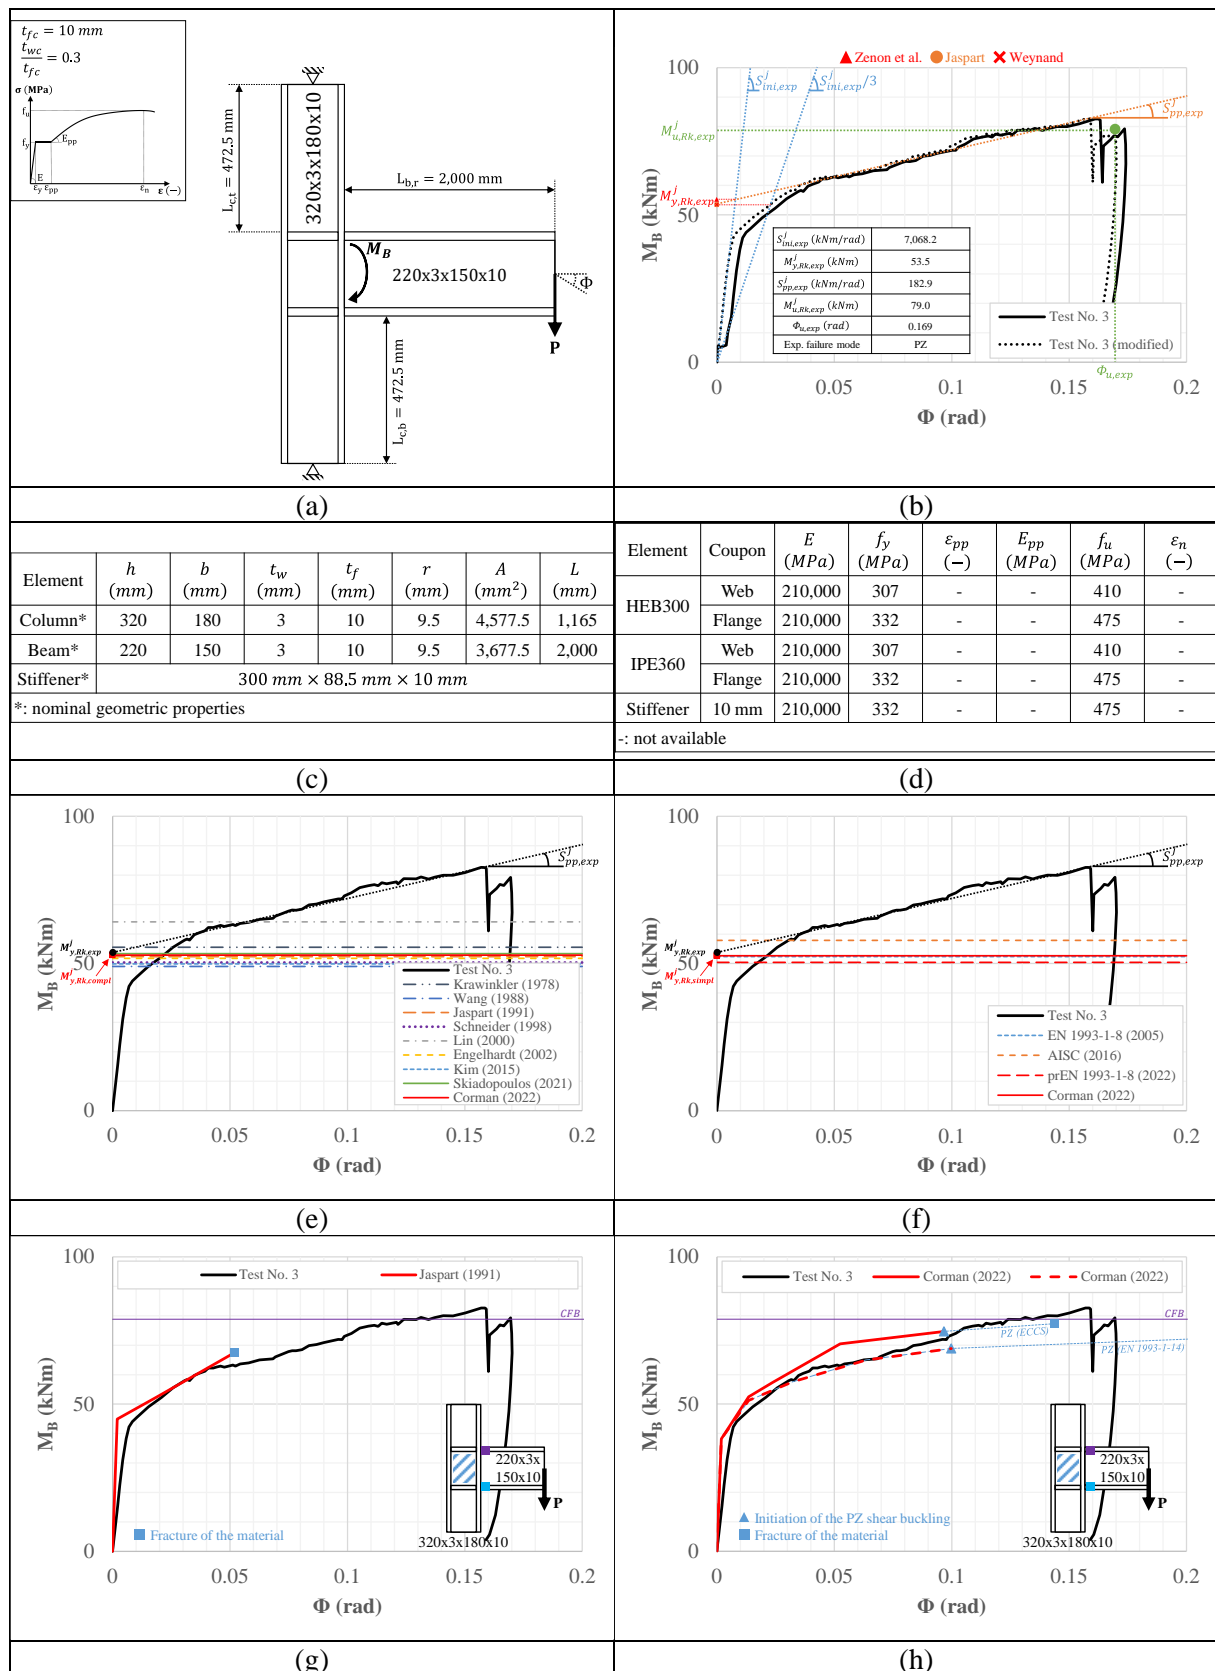 t_fc = 10 mm
t_wc / t_fc = 0.3
σ (MPa)
f_u
f_y
E_pp
E
ε_y ε_pp ε_n ε (−)
L_c,t = 472.5 mm
320x3x180x10
L_b,r = 2,000 mm
M_B
220x3x150x10
Φ
P
L_c,b = 472.5 mm
(a)
Zenon et al. Jaspart Weynand
100
S^j_ini,exp S^j_ini,exp/3
S^j_pp,exp
M^j_u,Rk,exp
M^j_y,Rk,exp
50
M_B (kNm)
S^j_ini,exp (kNm/rad) 7,068.2
M^j_y,Rk,exp (kNm) 53.5
S^j_pp,exp (kNm/rad) 182.9
M^j_u,Rk,exp (kNm) 79.0
Φ_u,exp (rad) 0.169
Exp. failure mode PZ
Test No. 3
Test No. 3 (modified)
0
Φ_u,exp
0 0.05 0.1 0.15 0.2
Φ (rad)
(b)
Element h (mm) b (mm) t_w (mm) t_f (mm) r (mm) A (mm²) L (mm)
Column* 320 180 3 10 9.5 4,577.5 1,165
Beam* 220 150 3 10 9.5 3,677.5 2,000
Stiffener* 300 mm × 88.5 mm × 10 mm
*: nominal geometric properties
(c)
Element Coupon E (MPa) f_y (MPa) ε_pp (−) E_pp (MPa) f_u (MPa) ε_n (−)
HEB300 Web 210,000 307 - - 410 -
Flange 210,000 332 - - 475 -
IPE360 Web 210,000 307 - - 410 -
Flange 210,000 332 - - 475 -
Stiffener 10 mm 210,000 332 - - 475 -
-: not available
(d)
100
S^j_pp,exp
M^j_y,Rk,exp
M^j_y,Rk,compl
50
M_B (kNm)
Test No. 3
Krawinkler (1978)
Wang (1988)
Jaspart (1991)
Schneider (1998)
Lin (2000)
Engelhardt (2002)
Kim (2015)
Skiadopoulos (2021)
Corman (2022)
0
0 0.05 0.1 0.15 0.2
Φ (rad)
(e)
100
S^j_pp,exp
M^j_y,Rk,exp
M^j_y,Rk,simpl
50
M_B (kNm)
Test No. 3
EN 1993-1-8 (2005)
AISC (2016)
prEN 1993-1-8 (2022)
Corman (2022)
0
0 0.05 0.1 0.15 0.2
Φ (rad)
(f)
100
Test No. 3 Jaspart (1991)
CFB
50
M_B (kNm)
220x3x
150x10
P
Fracture of the material
320x3x180x10
0
0 0.05 0.1 0.15 0.2
Φ (rad)
(g)
100
Test No. 3 Corman (2022) Corman (2022)
CFB
PZ (ECCS)
PZ (EN 1993-1-14)
50
M_B (kNm)
220x3x
150x10
P
Initiation of the PZ shear buckling
Fracture of the material
320x3x180x10
0
0 0.05 0.1 0.15 0.2
Φ (rad)
(h)